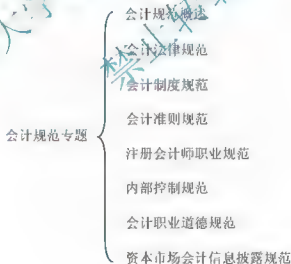 会计规范概述
会计法律规范
会计制度规范
会计准则规范
会计规范专题
注册会计师职业规范
内部控制规范
会计职业道德规范
资本市场会计信息披露规范